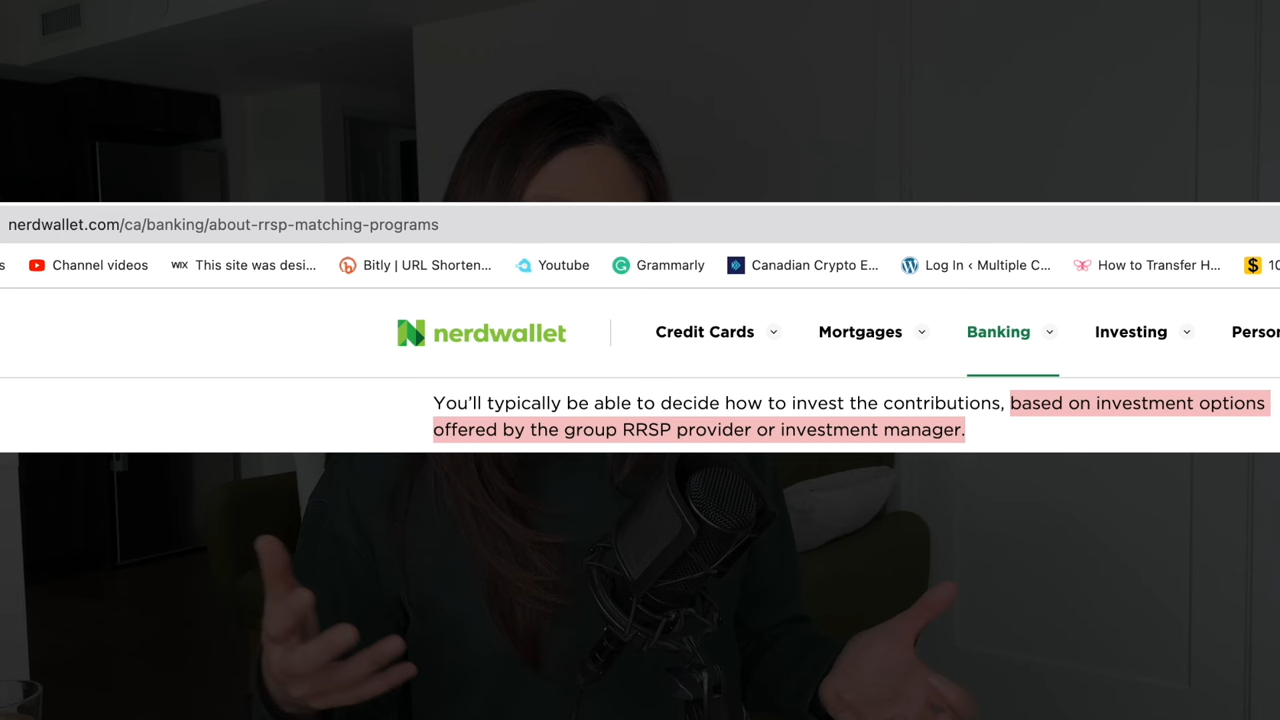 nerdwallet.com/ca/banking/about-rrsp-matching-programs
s Channel videos WIX This site was desi... Bitly | URL Shorten... Youtube Grammarly Canadian Crypto E... Log In ‹ Multiple C... How to Transfer H... $ 10
nerdwallet Credit Cards Mortgages Banking Investing Person
You’ll typically be able to decide how to invest the contributions, based on investment options
offered by the group RRSP provider or investment manager.